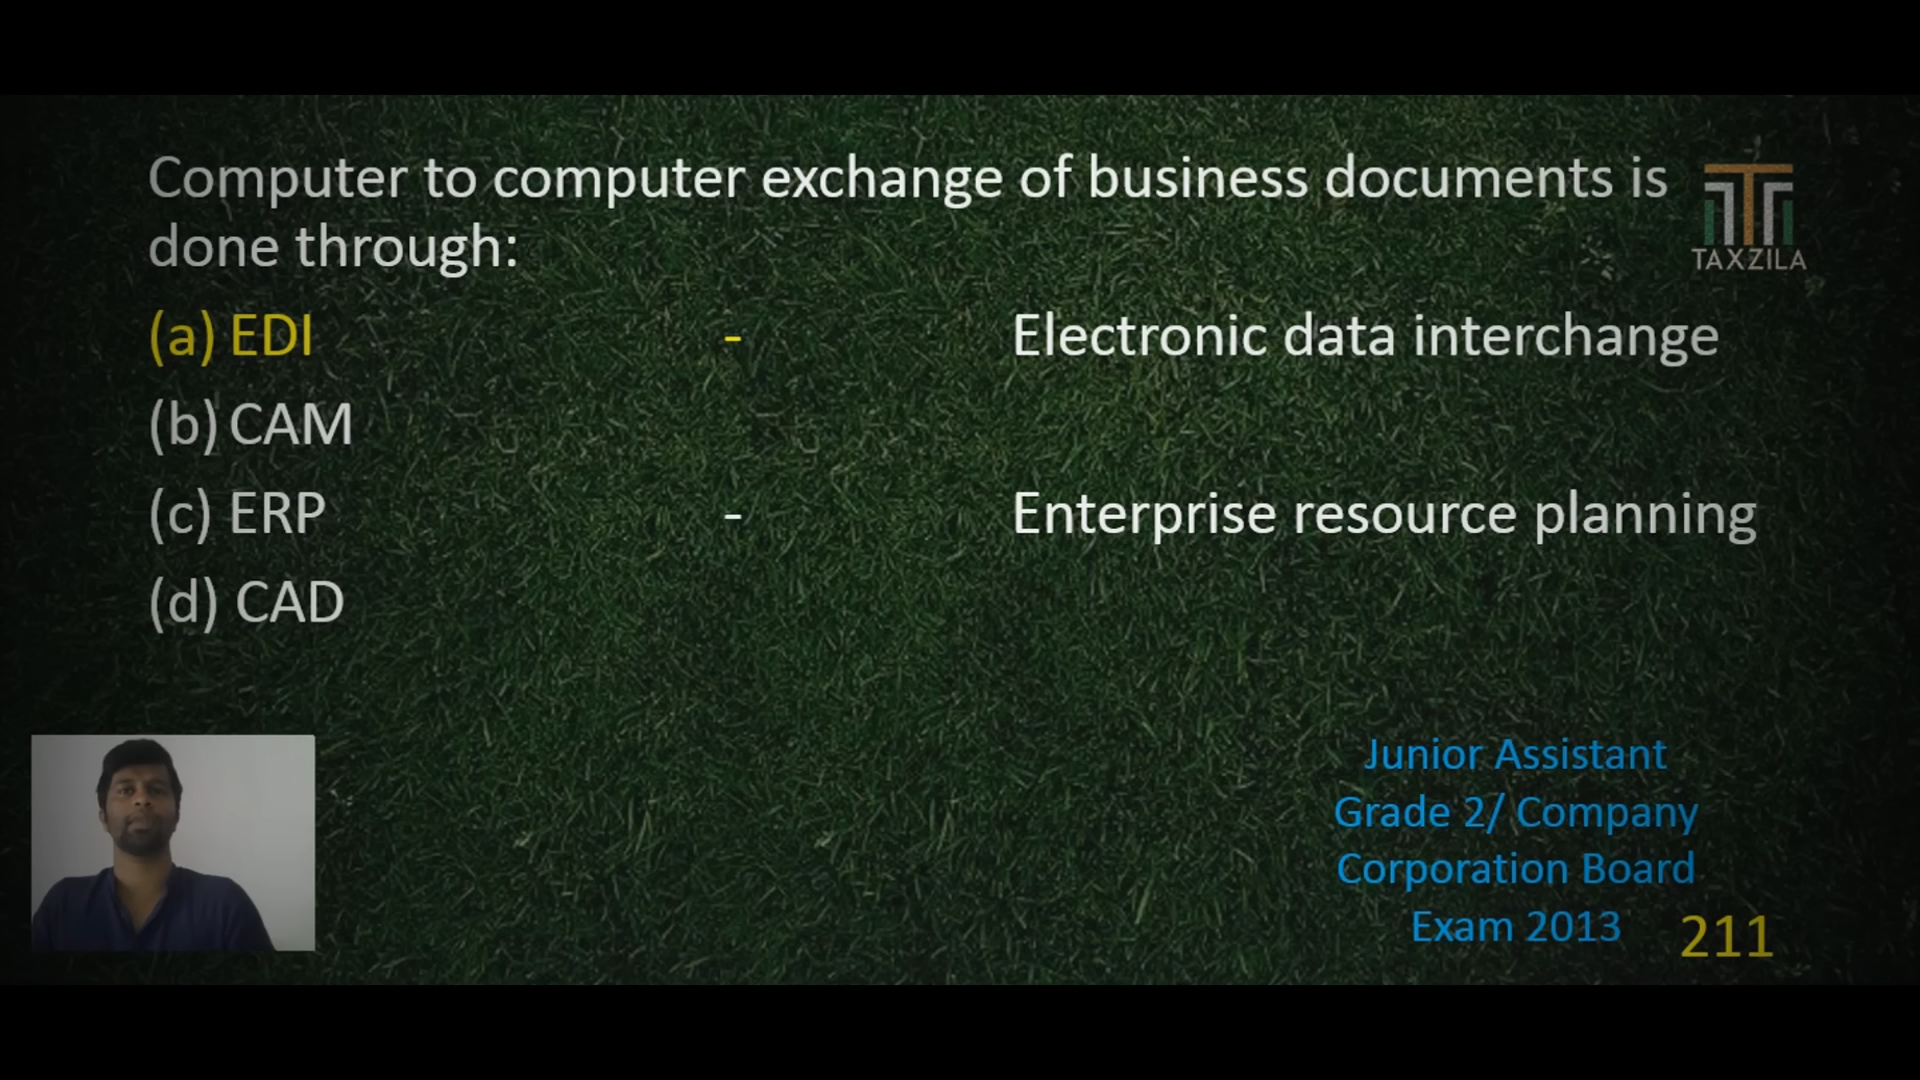 Computer to computer exchange of business documents is
done through:
TAXZILA
(a) EDI - Electronic data interchange
(b) CAM
(c) ERP - Enterprise resource planning
(d) CAD
Junior Assistant
Grade 2/ Company
Corporation Board
Exam 2013
211